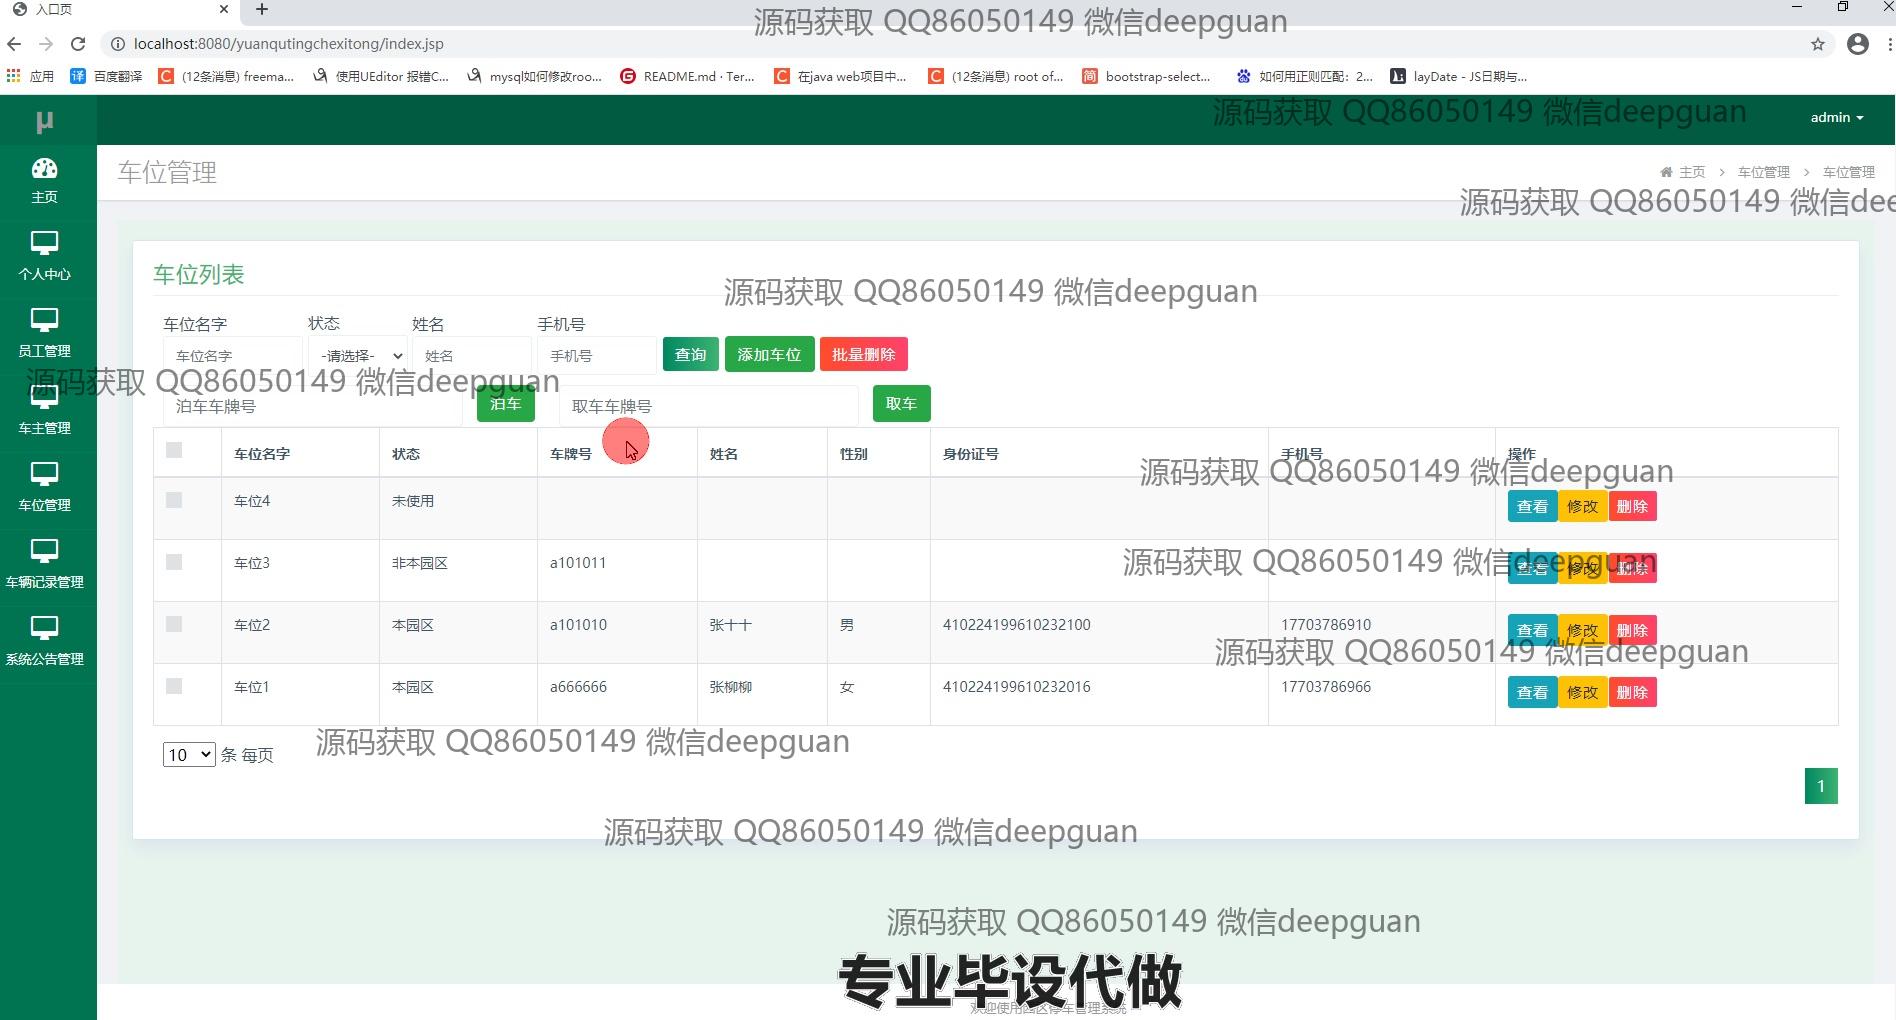 入口页
源码获取 QQ86050149 微信deepguan
localhost:8080/yuanqutingchexitong/index.jsp
应用 百度翻译 (12条消息) freema... 使用UEditor 报错C... mysql如何修改roo... README.md · Ter... 在java web项目中... (12条消息) root of... bootstrap-select... 如何用正则匹配：2... layDate - JS日期与...
μ
源码获取 QQ86050149 微信deepguan
admin
主页
车位管理
主页 > 车位管理 > 车位管理
源码获取 QQ86050149 微信dee
个人中心
车位列表
源码获取 QQ86050149 微信deepguan
车位名字 状态 姓名 手机号
员工管理
车位名字 -请选择- 姓名 手机号 查询 添加车位 批量删除
源码获取 QQ86050149 微信deepguan
泊车车牌号 泊车 取车车牌号 取车
车主管理
车位名字 状态 车牌号 姓名 性别 身份证号 手机号 操作
源码获取 QQ86050149 微信deepguan
车位管理
车位4 未使用 查看 修改 删除
源码获取 QQ86050149 微信deepguan
车位3 非本园区 a101011 查看 修改 删除
车辆记录管理
车位2 本园区 a101010 张十十 男 410224199610232100 17703786910 查看 修改 删除
源码获取 QQ86050149 微信deepguan
系统公告管理
车位1 本园区 a666666 张柳柳 女 410224199610232016 17703786966 查看 修改 删除
源码获取 QQ86050149 微信deepguan
10 条 每页
1
源码获取 QQ86050149 微信deepguan
源码获取 QQ86050149 微信deepguan
专业毕设代做
欢迎使用园区停车管理系统